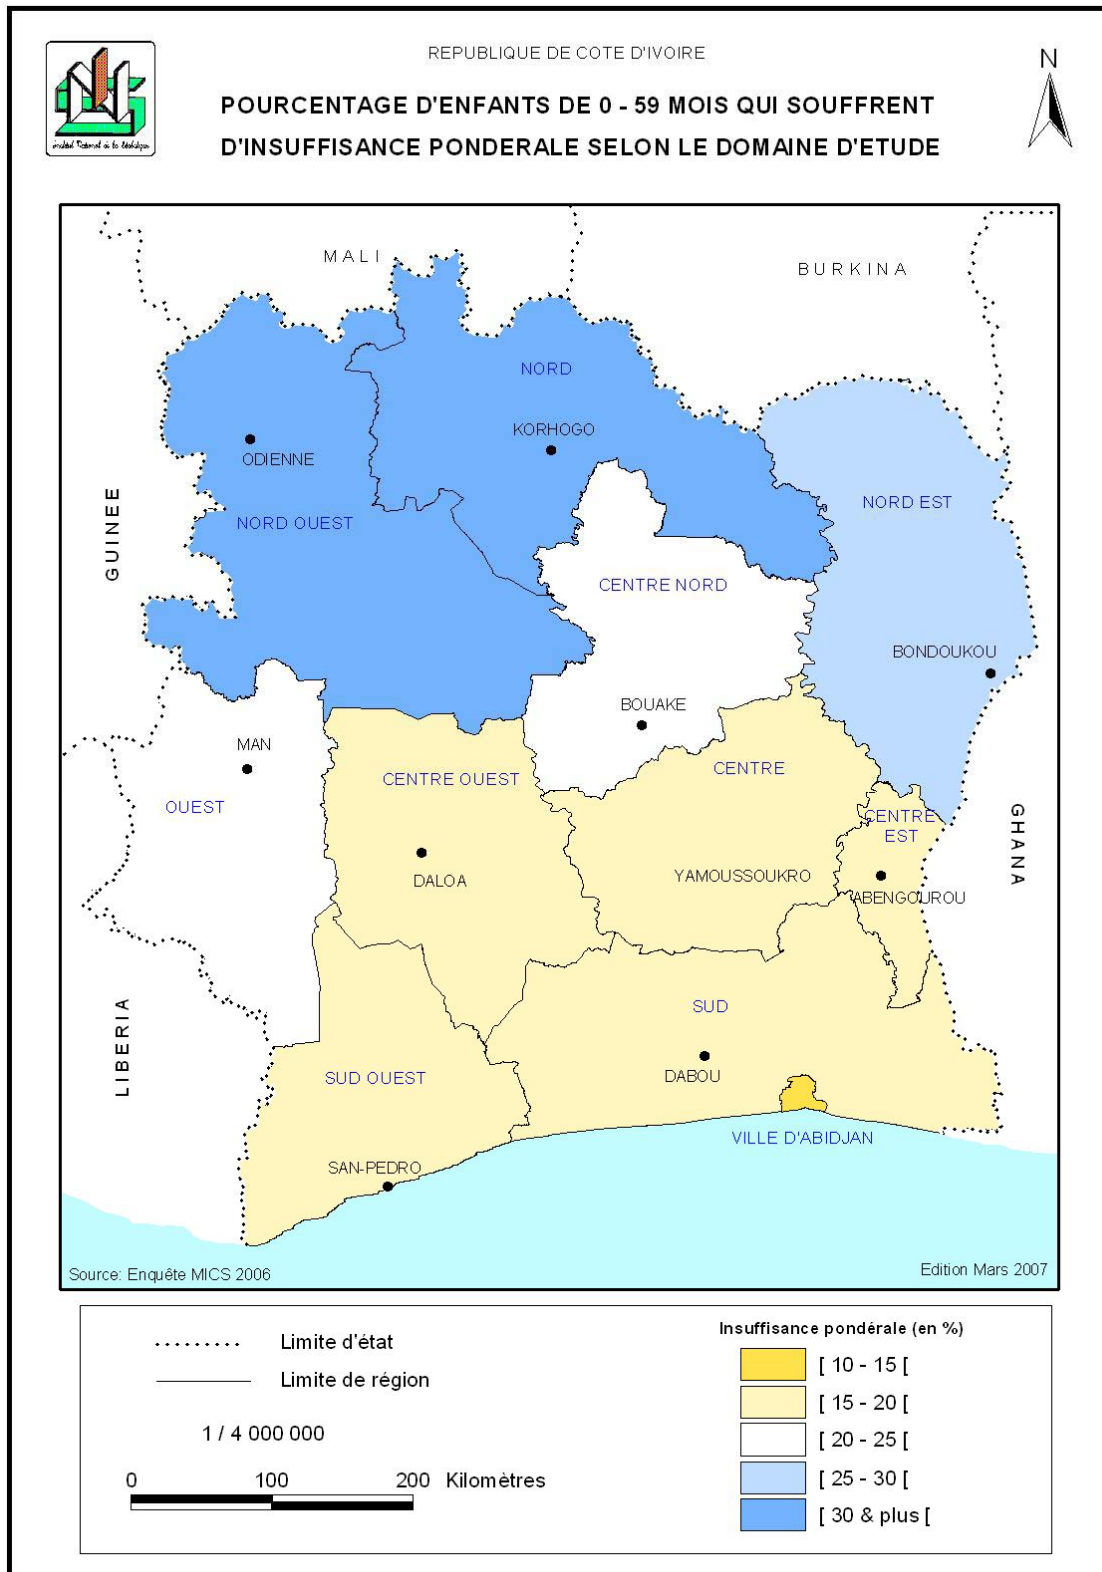 REPUBLIQUE DE COTE D'IVOIRE
N
POURCENTAGE D'ENFANTS DE 0 - 59 MOIS QUI SOUFFRENT
D'INSUFFISANCE PONDERALE SELON LE DOMAINE D'ETUDE
MALI
BURKINA
NORD
KORHOGO
ODIENNE
NORD OUEST
NORD EST
GUINEE
CENTRE NORD
BONDOUKOU
BOUAKE
MAN
CENTRE OUEST
CENTRE
OUEST
CENTRE
EST
GHANA
DALOA
YAMOUSSOUKRO
ABENGOUROU
SUD
LIBERIA
DABOU
SUD OUEST
VILLE D'ABIDJAN
SAN-PEDRO
Source: Enquête MICS 2006
Edition Mars 2007
Limite d'état
Limite de région
1 / 4 000 000
0 100 200 Kilomètres
Insuffisance pondérale (en %)
[ 10 - 15 [
[ 15 - 20 [
[ 20 - 25 [
[ 25 - 30 [
[ 30 & plus [